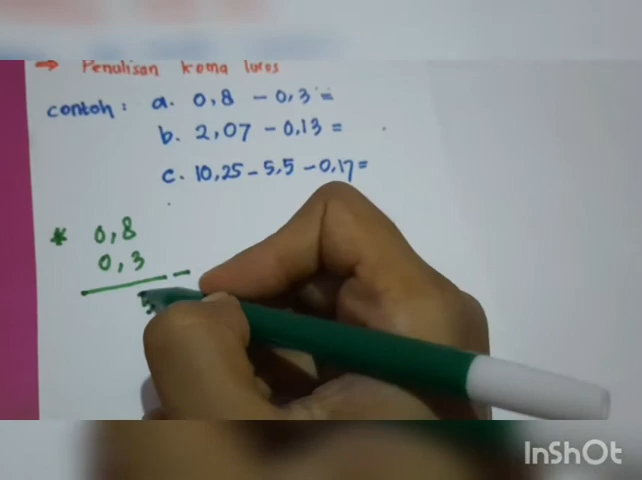 → Penulisan koma lurus
contoh : a. 0,8 - 0,3 =
b. 2,07 - 0,13 =
c. 10,25 - 5,5 - 0,17 =
* 0,8
0,3 -
InShOt